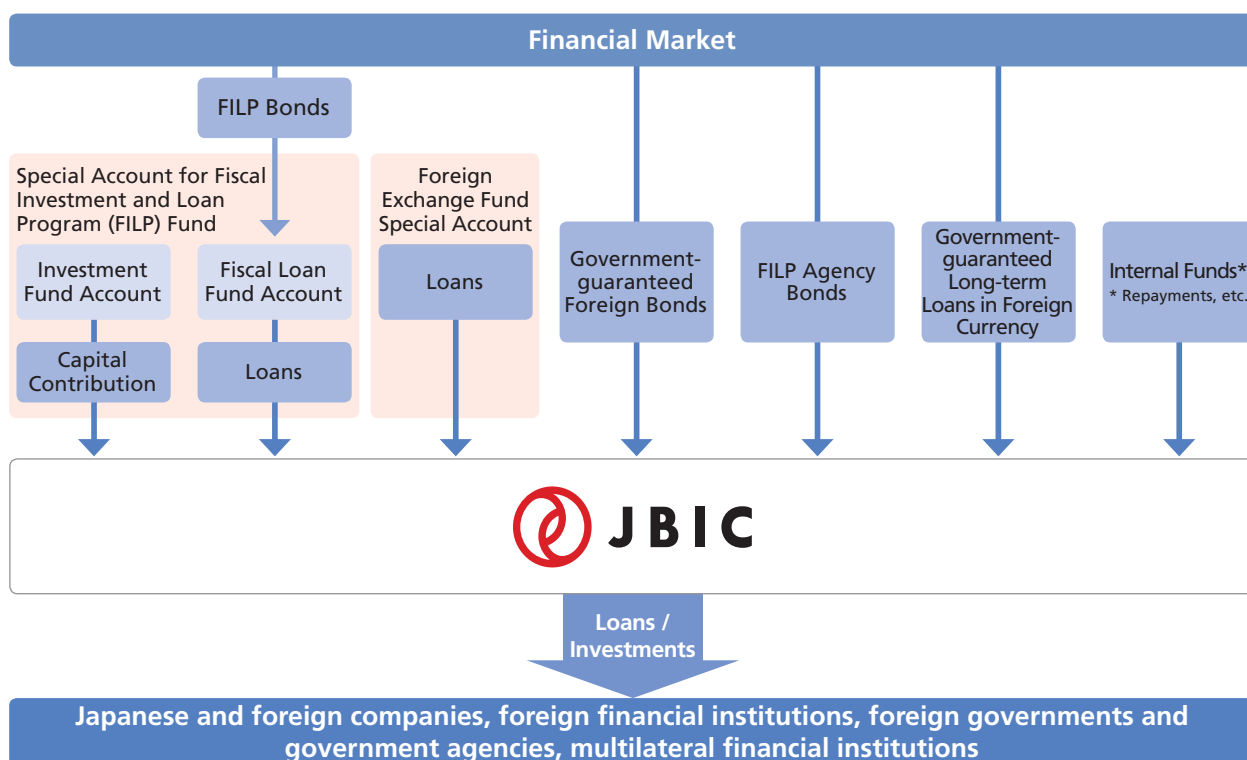 Financial Market
FILP Bonds
Special Account for Fiscal
Investment and Loan
Program (FILP) Fund
Investment
Fund Account
Capital
Contribution
Fiscal Loan
Fund Account
Loans
Foreign
Exchange Fund
Special Account
Loans
Government-
guaranteed
Foreign Bonds
FILP Agency
Bonds
Government-
guaranteed
Long-term
Loans in Foreign
Currency
Internal Funds*
* Repayments, etc.
JBIC
Loans /
Investments
Japanese and foreign companies, foreign financial institutions, foreign governments and
government agencies, multilateral financial institutions